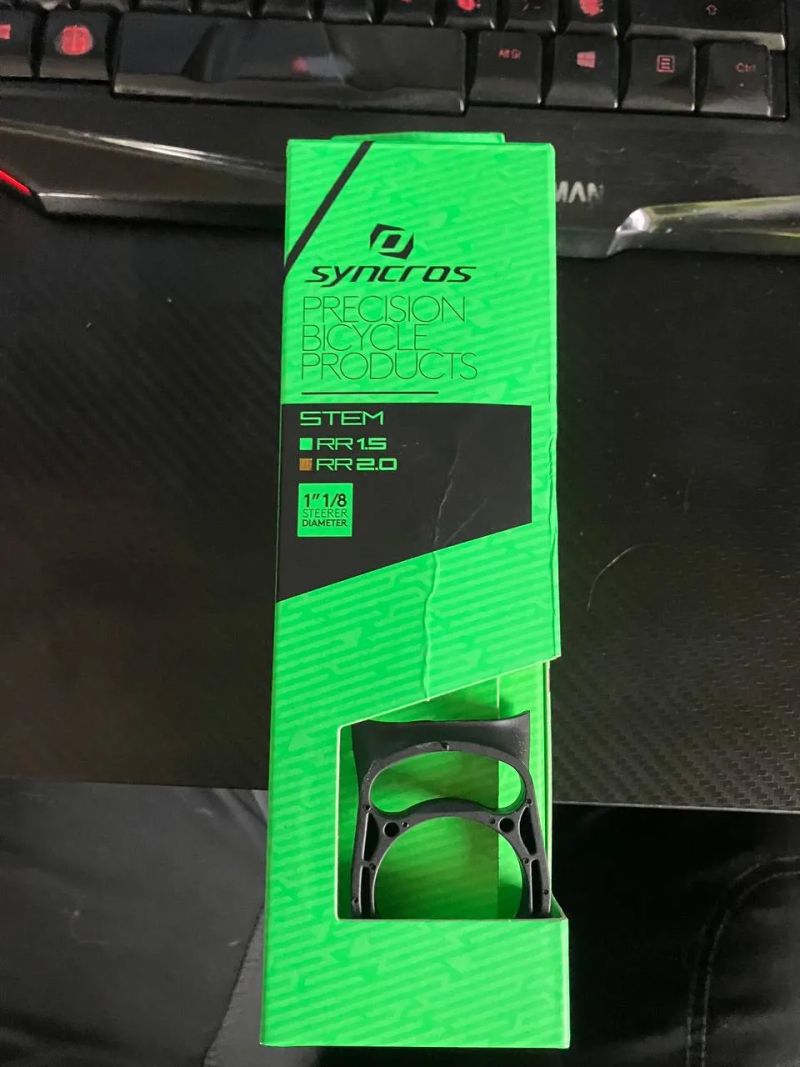 Alt Gr
Ctrl
MAN
syncros
PRECISION
BICYCLE
PRODUCTS
STEM
RR 1.5
RR 2.0
1" 1/8
STEERER
DIAMETER